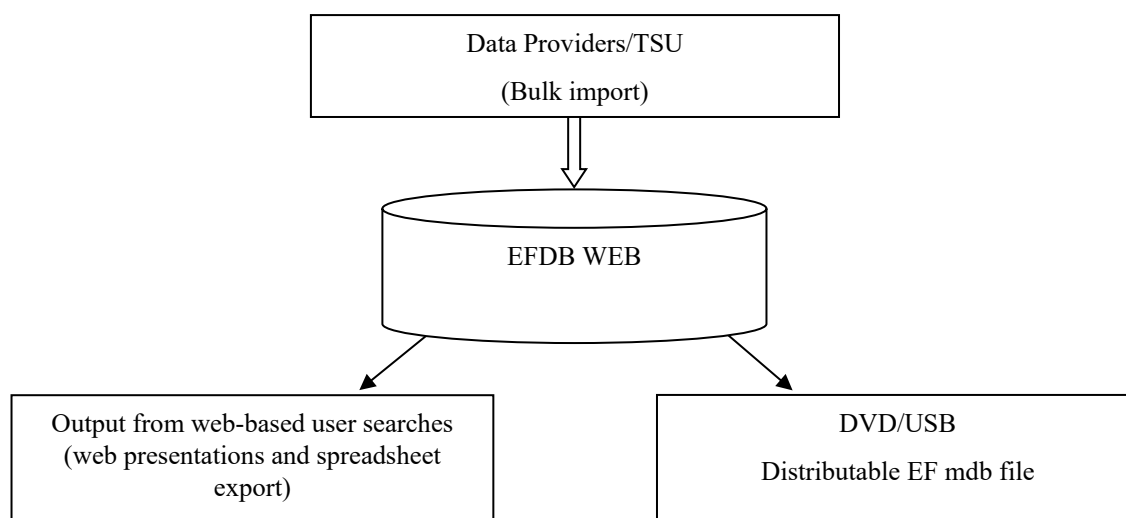 Data Providers/TSU
(Bulk import)
EFDB WEB
Output from web-based user searches
(web presentations and spreadsheet
export)
DVD/USB
Distributable EF mdb file